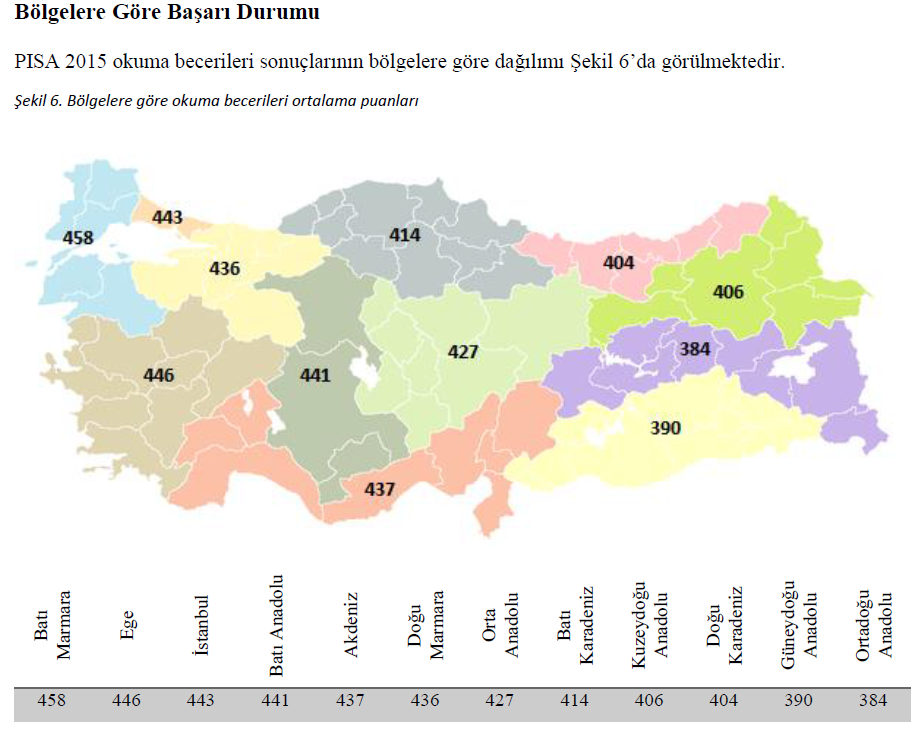 Bölgelere Göre Başarı Durumu
PISA 2015 okuma becerileri sonuçlarının bölgelere göre dağılımı Şekil 6’da görülmektedir.
Şekil 6. Bölgelere göre okuma becerileri ortalama puanları
443
458
414
436
404
406
384
427
446
441
390
437
Batı Marmara
Ege
İstanbul
Batı Anadolu
Akdeniz
Doğu Marmara
Orta Anadolu
Batı Karadeniz
Kuzeydoğu Anadolu
Doğu Karadeniz
Güneydoğu Anadolu
Ortadoğu Anadolu
458 446 443 441 437 436 427 414 406 404 390 384